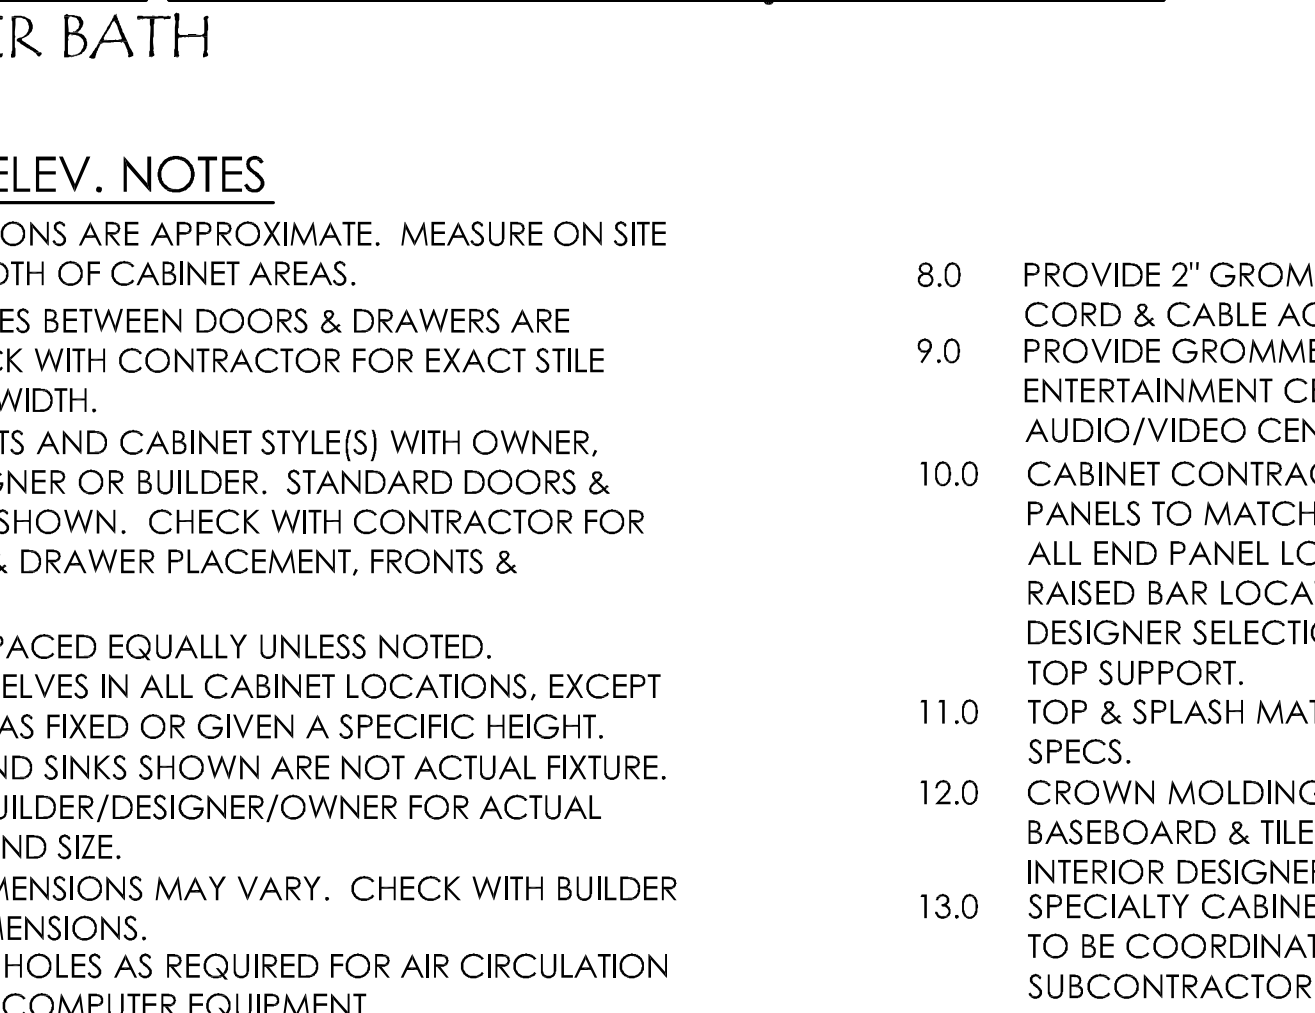 ER BATH
ELEV. NOTES
ONS ARE APPROXIMATE. MEASURE ON SITE
DTH OF CABINET AREAS.
ES BETWEEN DOORS & DRAWERS ARE
CK WITH CONTRACTOR FOR EXACT STILE
WIDTH.
TS AND CABINET STYLE(S) WITH OWNER,
GNER OR BUILDER. STANDARD DOORS &
SHOWN. CHECK WITH CONTRACTOR FOR
& DRAWER PLACEMENT, FRONTS &
PACED EQUALLY UNLESS NOTED.
ELVES IN ALL CABINET LOCATIONS, EXCEPT
AS FIXED OR GIVEN A SPECIFIC HEIGHT.
ND SINKS SHOWN ARE NOT ACTUAL FIXTURE.
UILDER/DESIGNER/OWNER FOR ACTUAL
ND SIZE.
MENSIONS MAY VARY. CHECK WITH BUILDER
MENSIONS.
HOLES AS REQUIRED FOR AIR CIRCULATION
COMPUTER EQUIPMENT
8.0 PROVIDE 2" GROM
CORD & CABLE AC
9.0 PROVIDE GROMME
ENTERTAINMENT CE
AUDIO/VIDEO CEN
10.0 CABINET CONTRAC
PANELS TO MATCH
ALL END PANEL LO
RAISED BAR LOCAT
DESIGNER SELECTIO
TOP SUPPORT.
11.0 TOP & SPLASH MAT
SPECS.
12.0 CROWN MOLDING
BASEBOARD & TILE
INTERIOR DESIGNER
13.0 SPECIALTY CABINE
TO BE COORDINAT
SUBCONTRACTOR